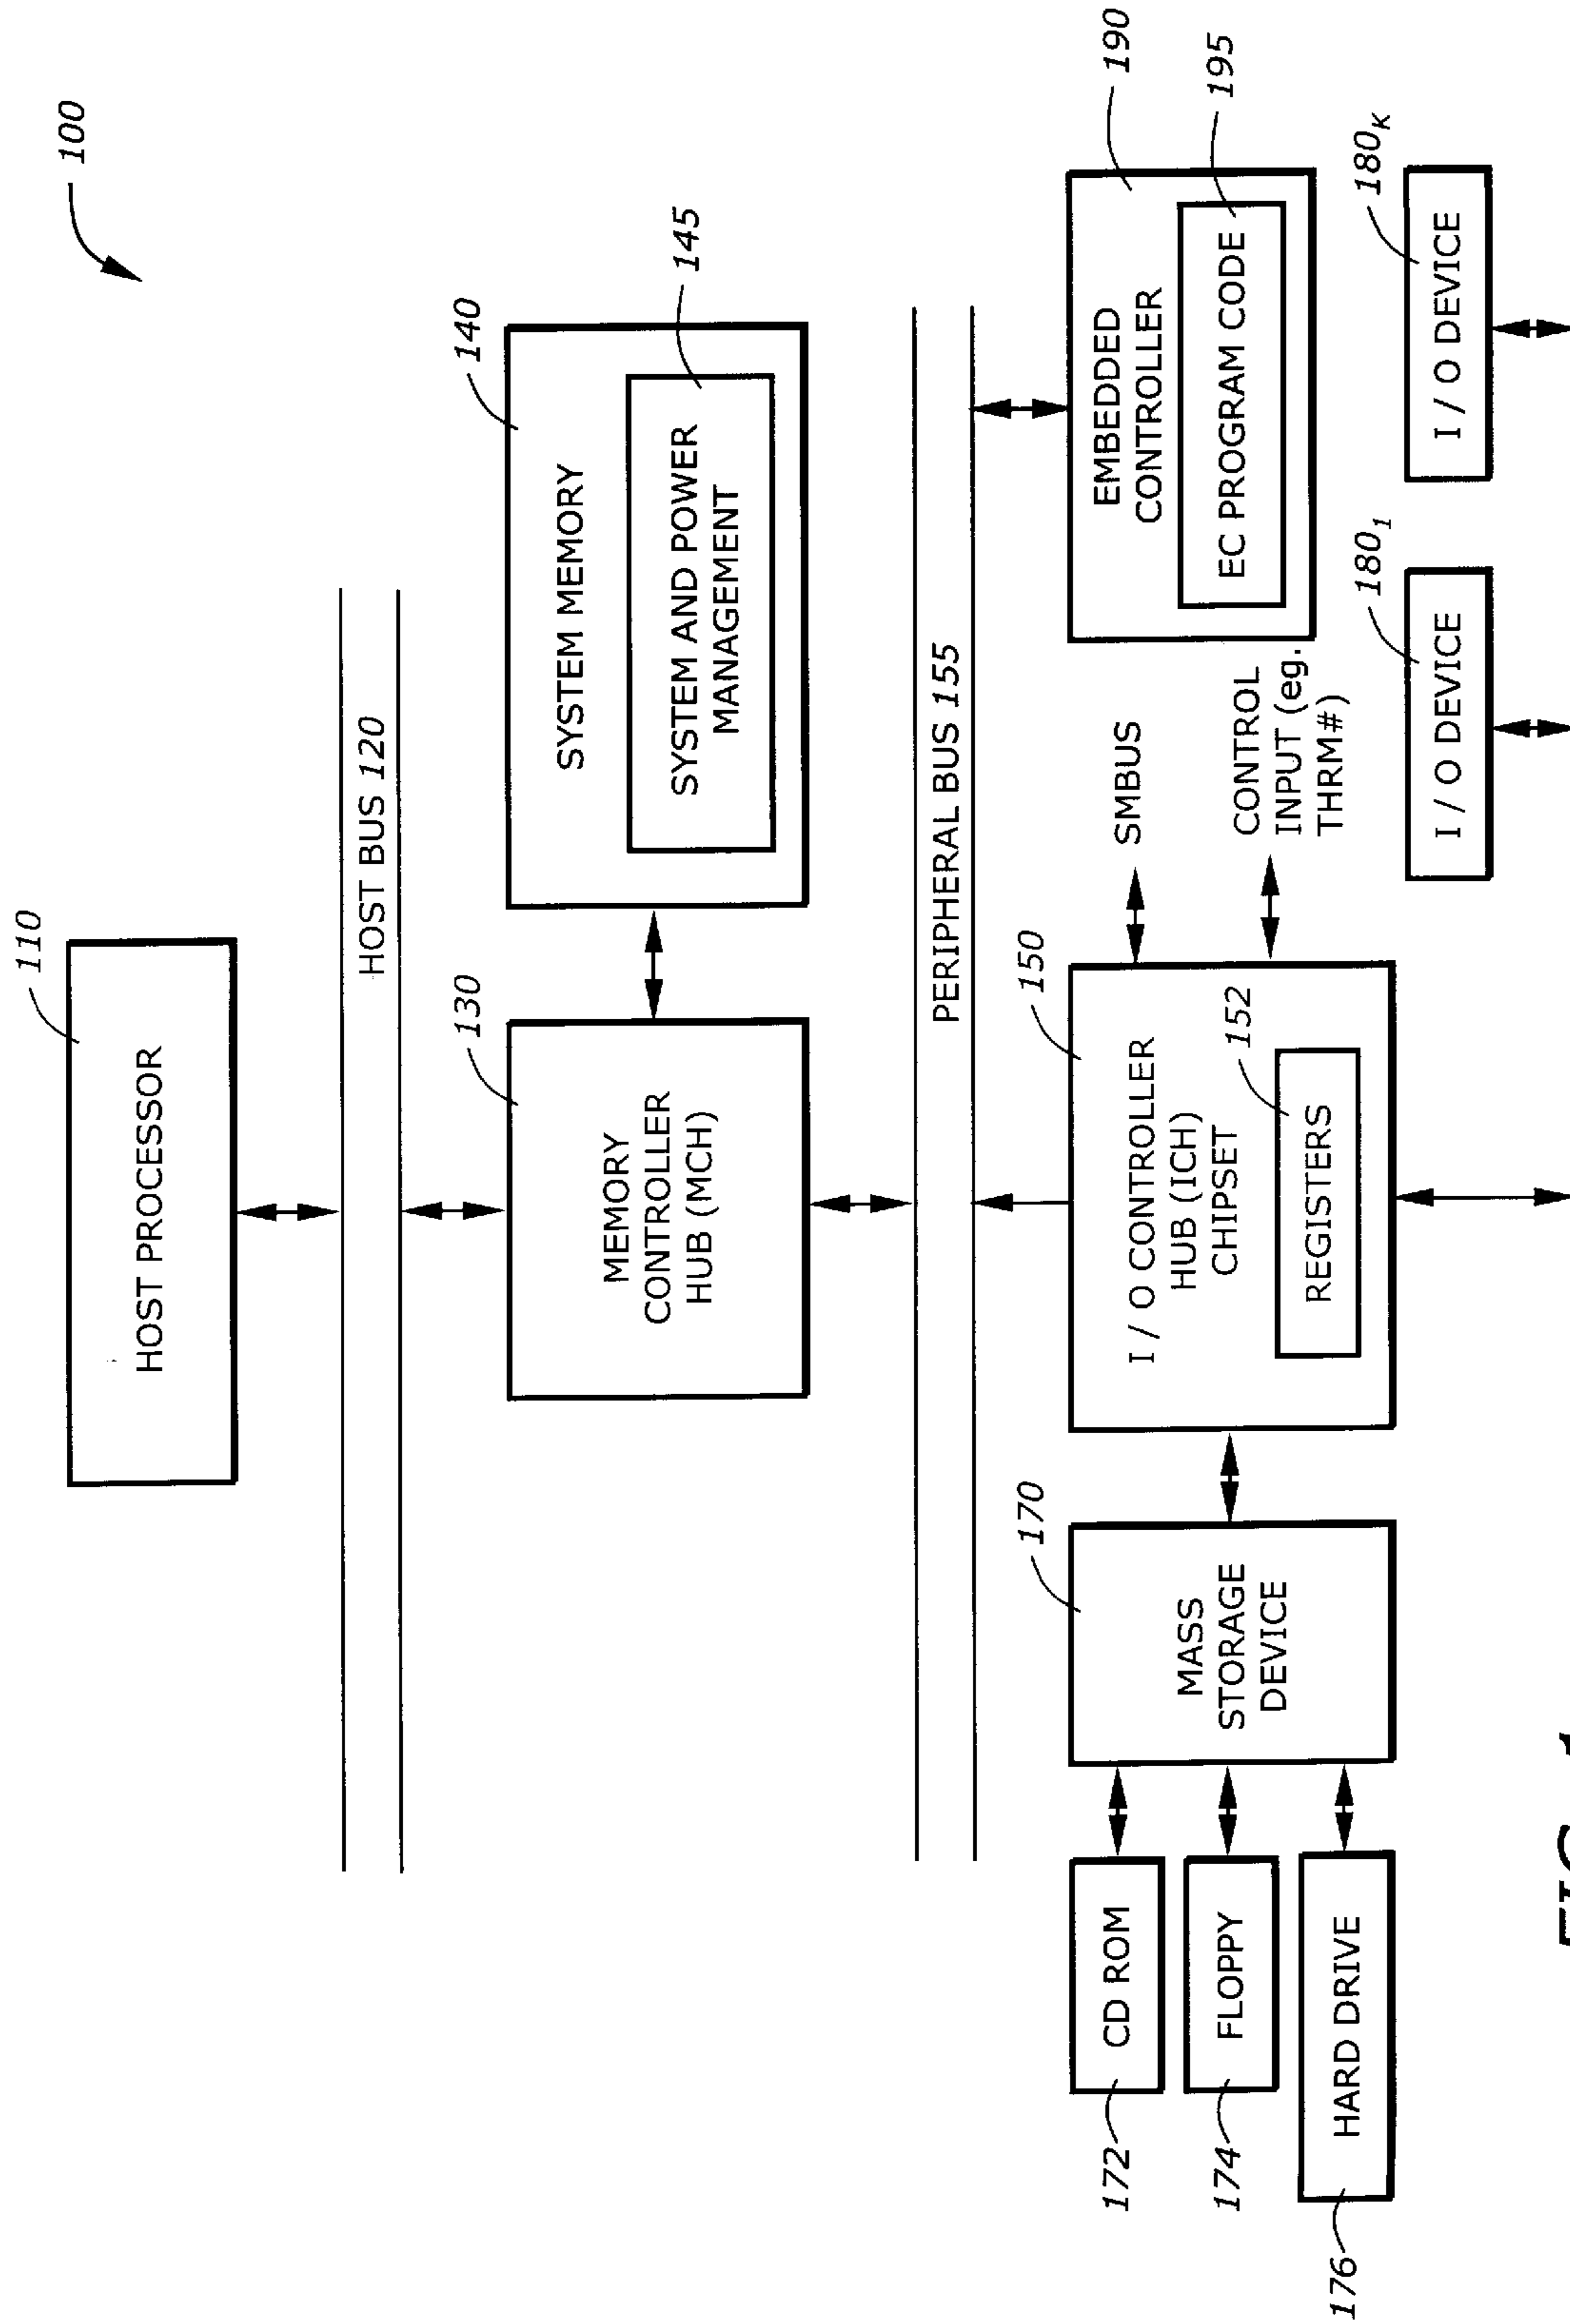 100
110
HOST PROCESSOR
HOST BUS 120
130
MEMORY
CONTROLLER
HUB (MCH)
140
SYSTEM MEMORY
145
SYSTEM AND POWER
MANAGEMENT
PERIPHERAL BUS 155
172
CD ROM
174
FLOPPY
176
HARD DRIVE
170
MASS
STORAGE
DEVICE
150
I / O CONTROLLER
HUB (ICH)
CHIPSET
152
REGISTERS
SMBUS
CONTROL
INPUT (eg.
THRM#)
190
EMBEDDED
CONTROLLER
195
EC PROGRAM CODE
180₁
I / O DEVICE
180K
I / O DEVICE